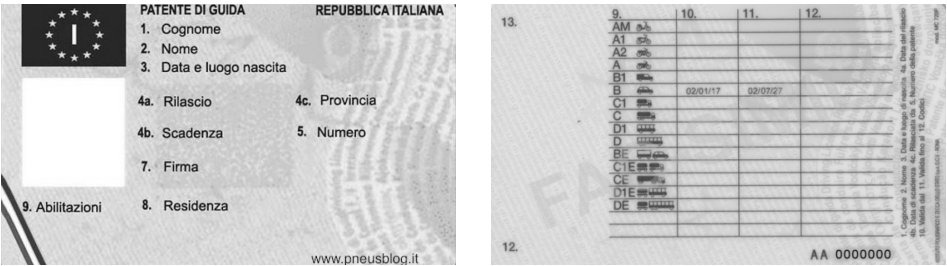 I
PATENTE DI GUIDA REPUBBLICA ITALIANA
1. Cognome
2. Nome
3. Data e luogo nascita
4a. Rilascio 4c. Provincia
4b. Scadenza 5. Numero
7. Firma
9. Abilitazioni 8. Residenza
www.pneusblog.it
13.
9. 10. 11. 12.
AM
A1
A2
A
B1
B 02/01/17 02/07/27
C1
C
D1
D
BE
C1E
CE
D1E
DE
12.
AA 0000000
1. Cognome 2. Nome 3. Data e luogo di nascita 4a. Data del rilascio
4b. Data di scadenza 4c. Rilasciata da 5. Numero della patente
10. Valida dal 11. Valida fino al 12. Codici